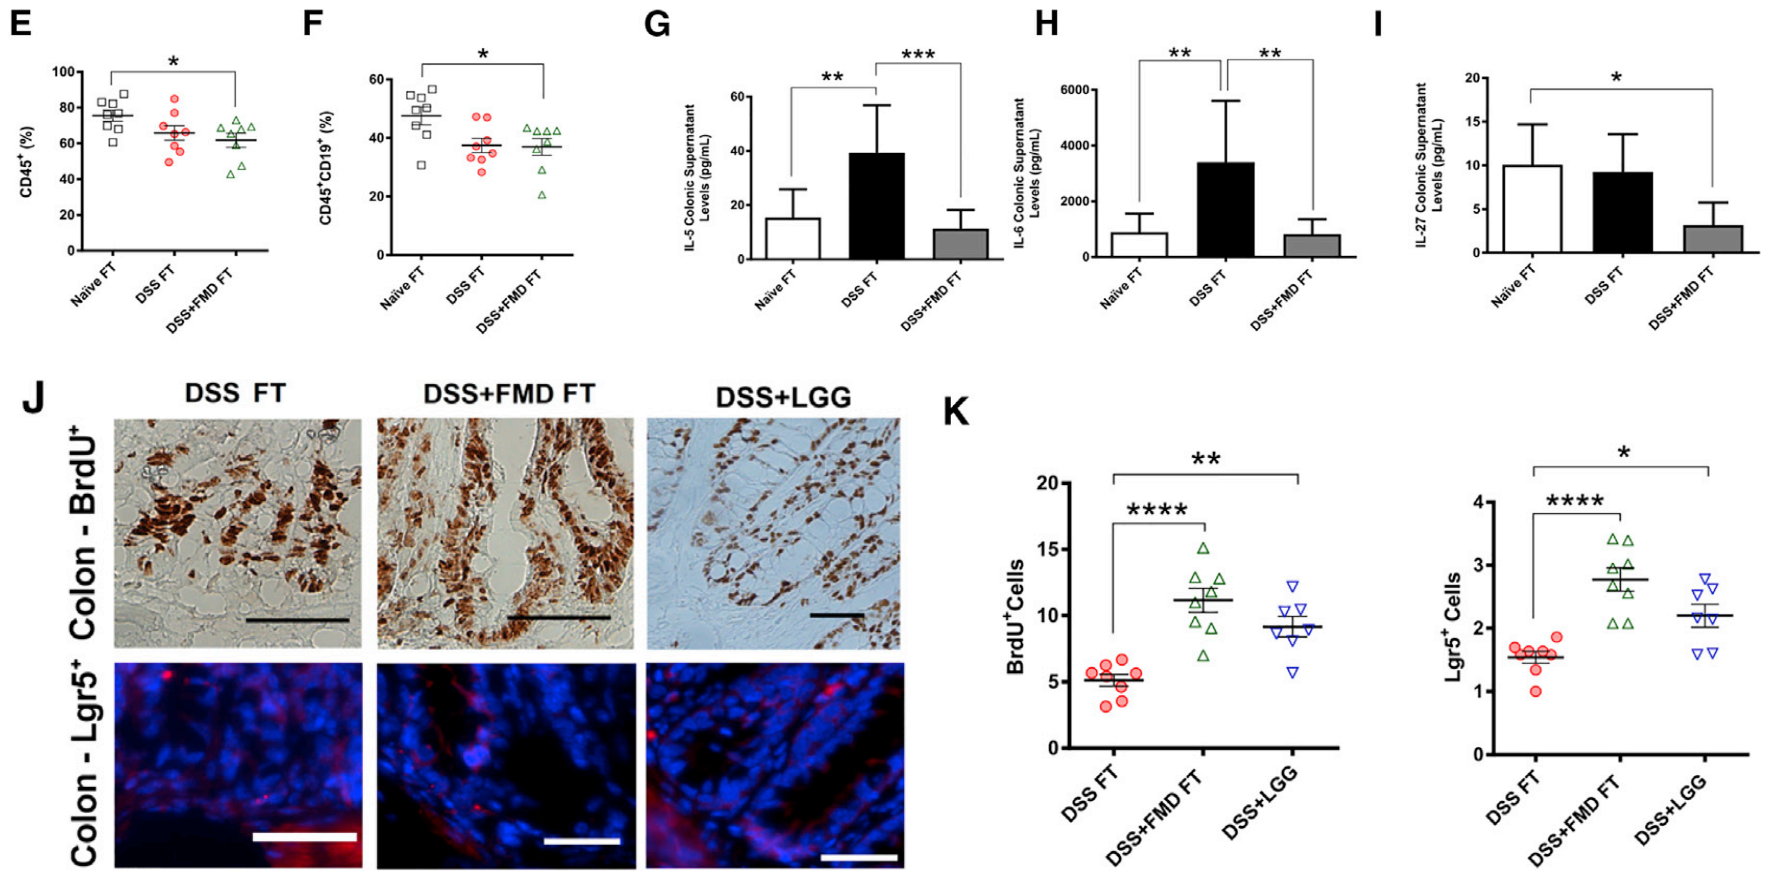 E
F
G
H
I
*
100
80
60
40
20
0
CD45⁺ (%)
Naïve FT
DSS FT
DSS+FMD FT
*
60
40
20
0
CD45⁺CD19⁺ (%)
Naïve FT
DSS FT
DSS+FMD FT
**
***
60
40
20
0
IL-5 Colonic Supernatant
Levels (pg/mL)
Naïve FT
DSS FT
DSS+FMD FT
**
**
6000
4000
2000
0
IL-6 Colonic Supernatant
Levels (pg/mL)
Naïve FT
DSS FT
DSS+FMD FT
*
20
15
10
5
0
IL-27 Colonic Supernatant
Levels (pg/mL)
Naïve FT
DSS FT
DSS+FMD FT
J
DSS FT
DSS+FMD FT
DSS+LGG
Colon - BrdU⁺
Colon - Lgr5⁺
K
**
****
20
15
10
5
0
BrdU⁺Cells
DSS FT
DSS+FMD FT
DSS+LGG
*
****
4
3
2
1
0
Lgr5⁺ Cells
DSS FT
DSS+FMD FT
DSS+LGG